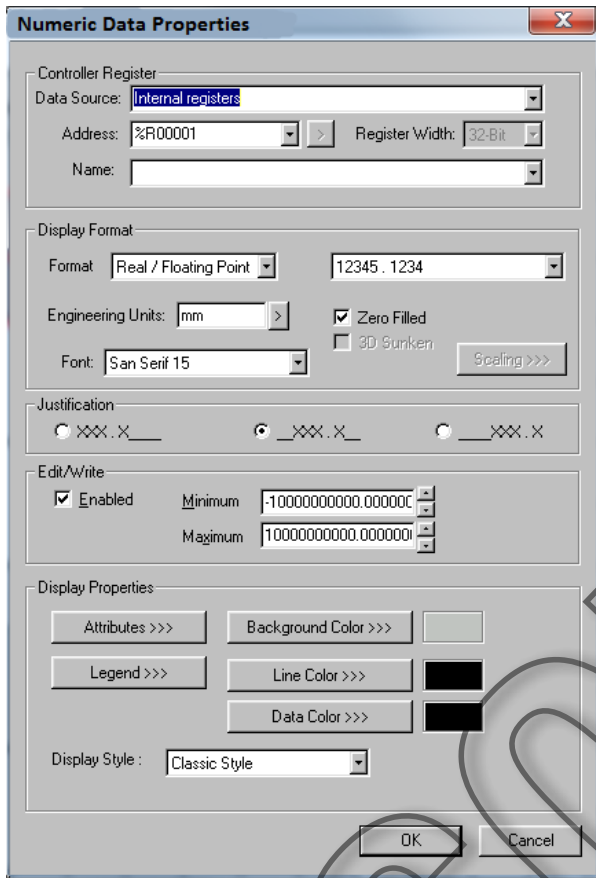 Numeric Data Properties
X
Controller Register
Data Source: Internal registers
Address: %R00001 > Register Width: 32-Bit
Name:
Display Format
Format Real / Floating Point 12345 . 1234
Engineering Units: mm > Zero Filled
3D Sunken
Font: San Serif 15 Scaling >>>
Justification
XXX . X___ __XXX . X__ ___XXX . X
Edit/Write
Enabled Minimum -10000000000.000000
Maximum 10000000000.0000000
Display Properties
Attributes >>> Background Color >>>
Legend >>> Line Color >>>
Data Color >>>
Display Style : Classic Style
OK Cancel